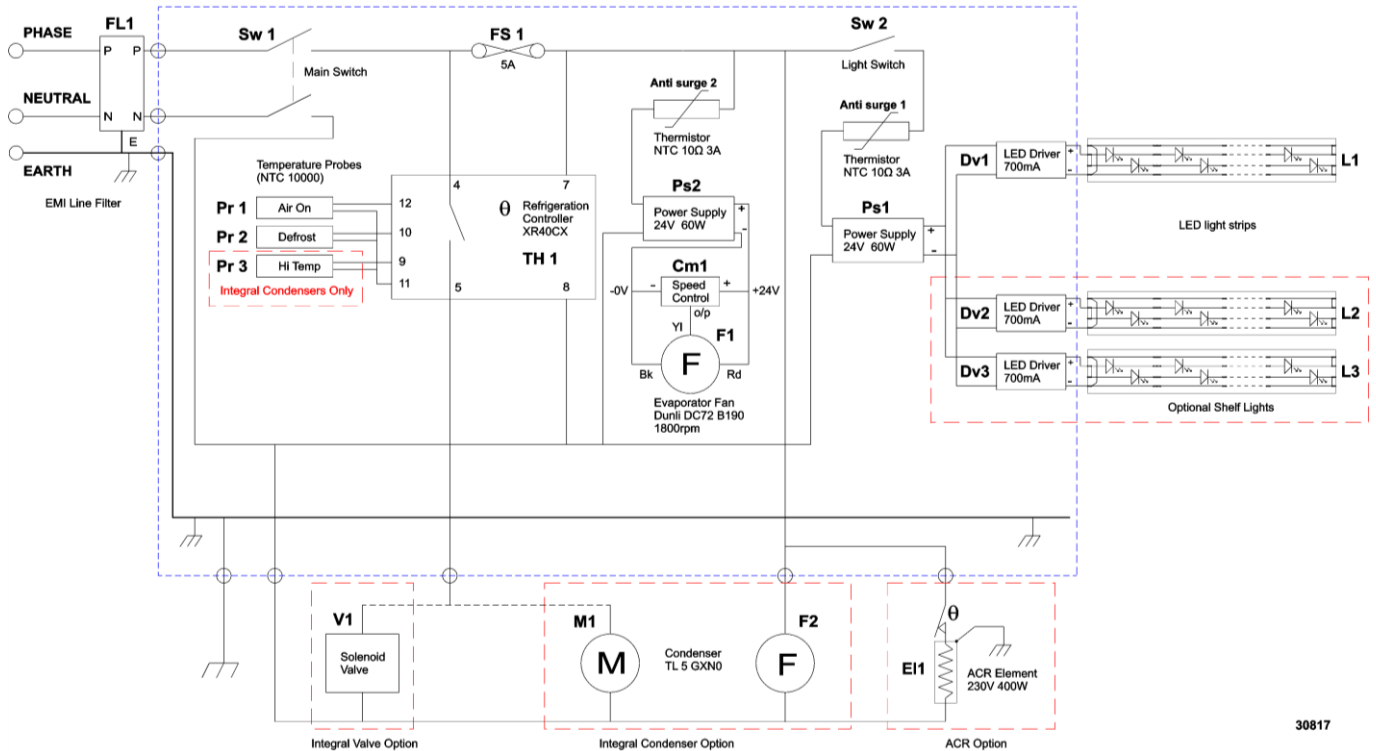 PHASE
FL1
P P
N N
E
NEUTRAL
EARTH
EMI Line Filter
Sw 1
Main Switch
FS 1
5A
Sw 2
Light Switch
Anti surge 2
Thermistor
NTC 10Ω 3A
Anti surge 1
Thermistor
NTC 10Ω 3A
Temperature Probes
(NTC 10000)
Pr 1
Air On
Pr 2
Defrost
Pr 3
Hi Temp
Integral Condensers Only
4
7
12
10
9
11
5
8
θ
Refrigeration
Controller
XR40CX
TH 1
Ps2
Power Supply
24V 60W
+
-
Cm1
-0V
-
Speed
Control
+
+24V
o/p
Yl
F1
F
Bk
Rd
Evaporator Fan
Dunli DC72 B190
1800rpm
Ps1
Power Supply
24V 60W
+
-
Dv1
LED Driver
700mA
+
-
L1
LED light strips
Dv2
LED Driver
700mA
+
-
L2
Dv3
LED Driver
700mA
+
-
L3
Optional Shelf Lights
V1
Solenoid
Valve
Integral Valve Option
M1
M
Condenser
TL 5 GXN0
F2
F
Integral Condenser Option
θ
El1
ACR Element
230V 400W
ACR Option
30817